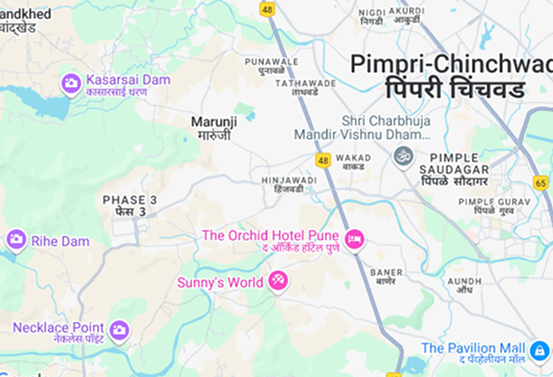 48
NIGDI
निगडी
AKURDI
आकुर्डी
andkhed
चांदखेड
Kasarsai Dam
कासारसाई धरण
PUNAWALE
पुनावळे
TATHAWADE
ताथवडे
Pimpri-Chinchwad
पिंपरी चिंचवड
Marunji
मारुंजी
Shri Charbhuja
Mandir Vishnu Dham...
48
WAKAD
वाकड
PIMPLE
SAUDAGAR
पिंपळे सौदागर
65
HINJAWADI
हिंजवडी
PHASE 3
फेस 3
PIMPLE GURAV
पिंपळे गुरव
Rihe Dam
The Orchid Hotel Pune
द ऑर्किड हॉटेल पुणे
Sunny's World
BANER
बाणेर
AUNDH
औंध
Necklace Point
नेकलेस पॉइंट
The Pavilion Mall
द पॅव्हेलीयन मॉल